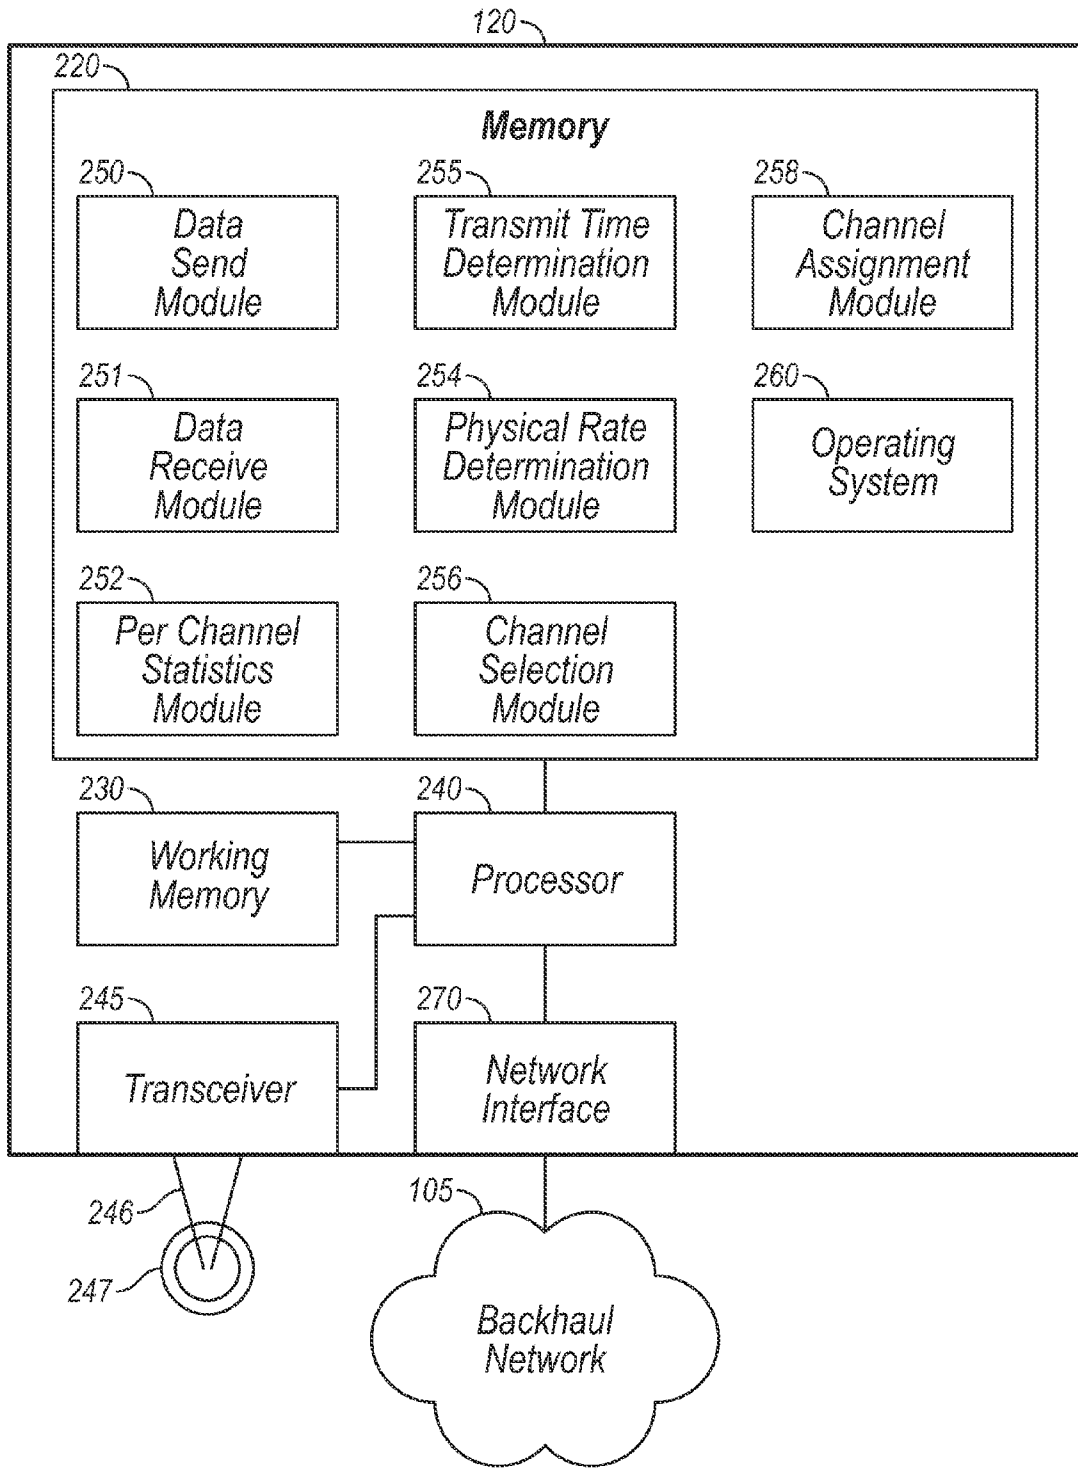 120
220
Memory
250
255
258
Data
Send
Module
Transmit Time
Determination
Module
Channel
Assignment
Module
251
254
260
Data
Receive
Module
Physical Rate
Determination
Module
Operating
System
252
256
Per Channel
Statistics
Module
Channel
Selection
Module
230
240
Working
Memory
Processor
245
270
Transceiver
Network
Interface
246
105
247
Backhaul
Network